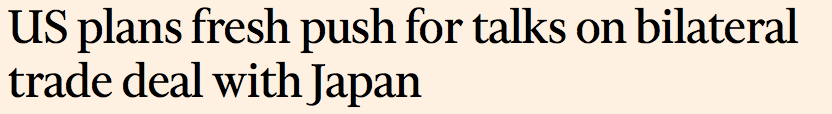 US plans fresh push for talks on bilateral
trade deal with Japan